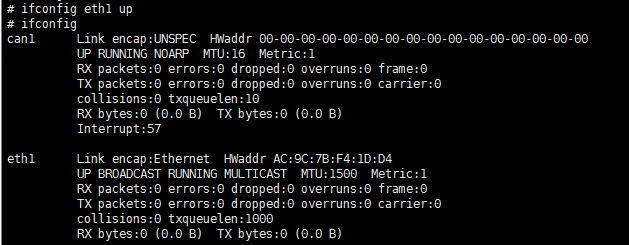 # ifconfig eth1 up
# ifconfig
can1      Link encap:UNSPEC  HWaddr 00-00-00-00-00-00-00-00-00-00-00-00-00-00-00-00
          UP RUNNING NOARP  MTU:16  Metric:1
          RX packets:0 errors:0 dropped:0 overruns:0 frame:0
          TX packets:0 errors:0 dropped:0 overruns:0 carrier:0
          collisions:0 txqueuelen:10
          RX bytes:0 (0.0 B)  TX bytes:0 (0.0 B)
          Interrupt:57
eth1      Link encap:Ethernet  HWaddr AC:9C:7B:F4:1D:D4
          UP BROADCAST RUNNING MULTICAST  MTU:1500  Metric:1
          RX packets:0 errors:0 dropped:0 overruns:0 frame:0
          TX packets:0 errors:0 dropped:0 overruns:0 carrier:0
          collisions:0 txqueuelen:1000
          RX bytes:0 (0.0 B)  TX bytes:0 (0.0 B)